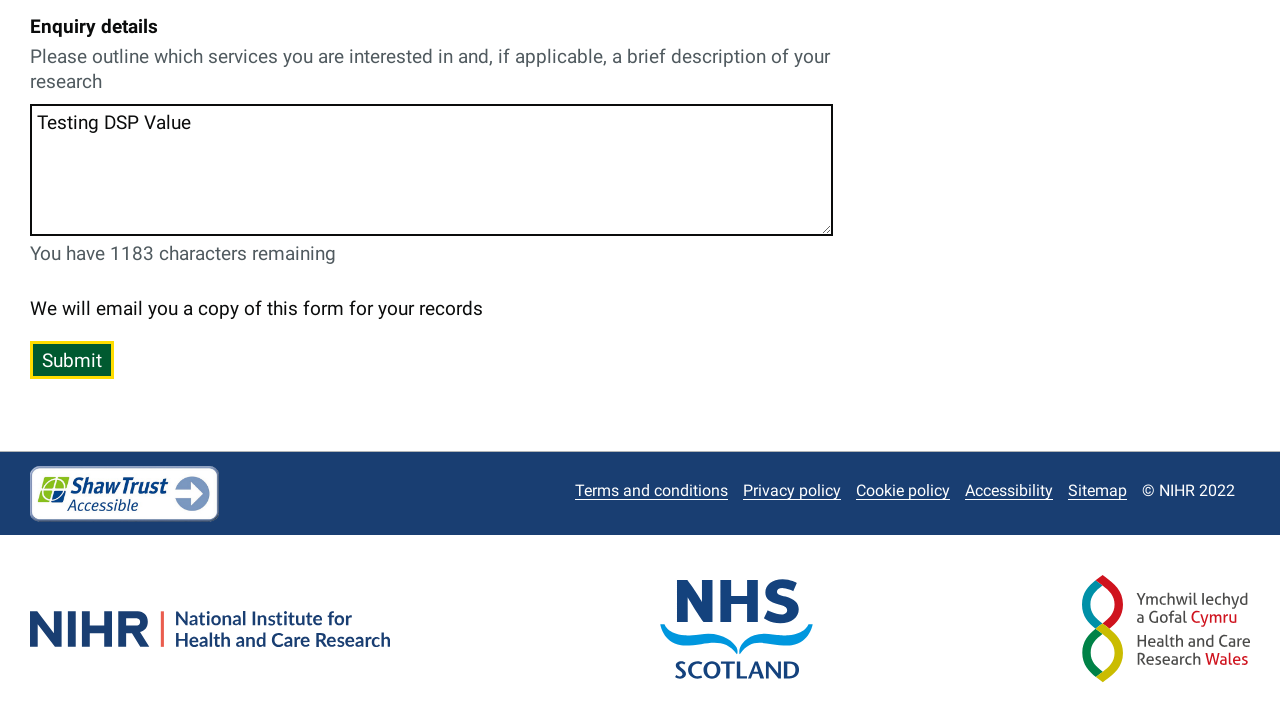 Enquiry details
Please outline which services you are interested in and, if applicable, a brief description of your
research
Testing DSP Value
You have 1183 characters remaining
We will email you a copy of this form for your records
Submit
Shaw Trust
Accessible
Terms and conditions Privacy policy Cookie policy Accessibility Sitemap © NIHR 2022
NIHR | National Institute for
Health and Care Research
NHS
SCOTLAND
Ymchwil Iechyd
a Gofal Cymru
Health and Care
Research Wales